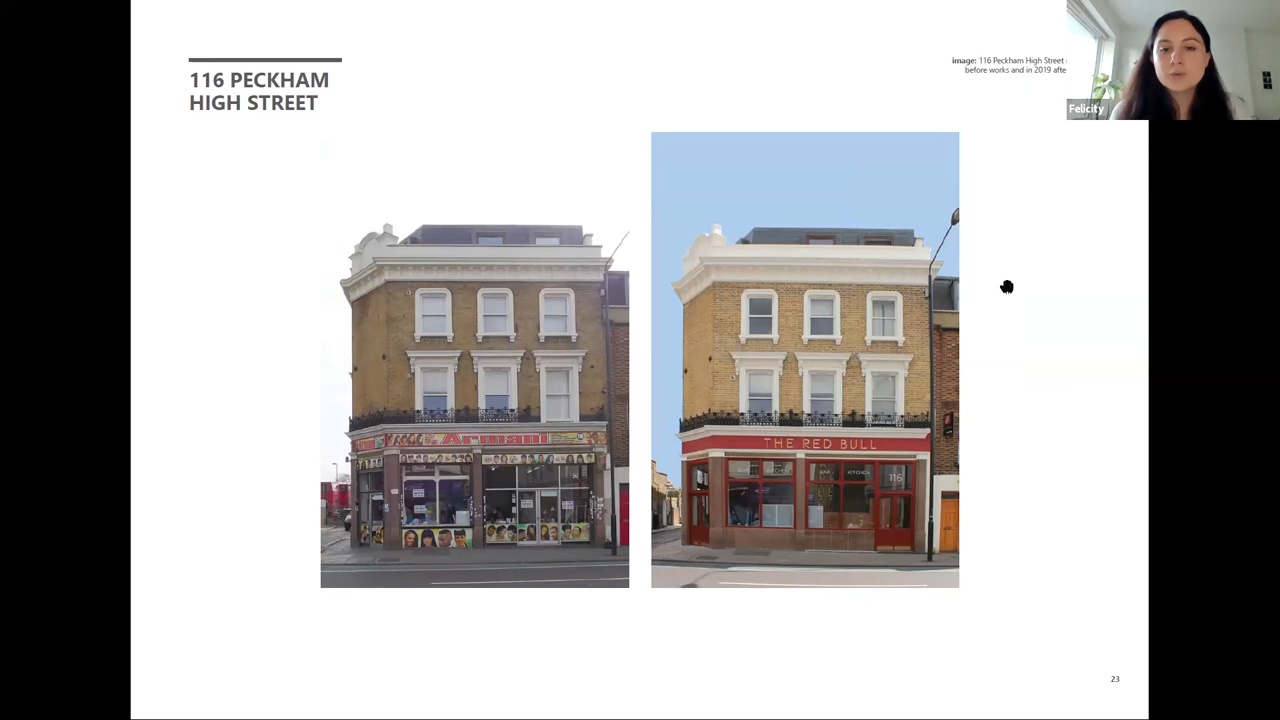 116 PECKHAM
HIGH STREET
image: 116 Peckham High Street
before works and in 2019 afte
Felicity
Armani
THE RED BULL
BAR
KITCHEN
116
23